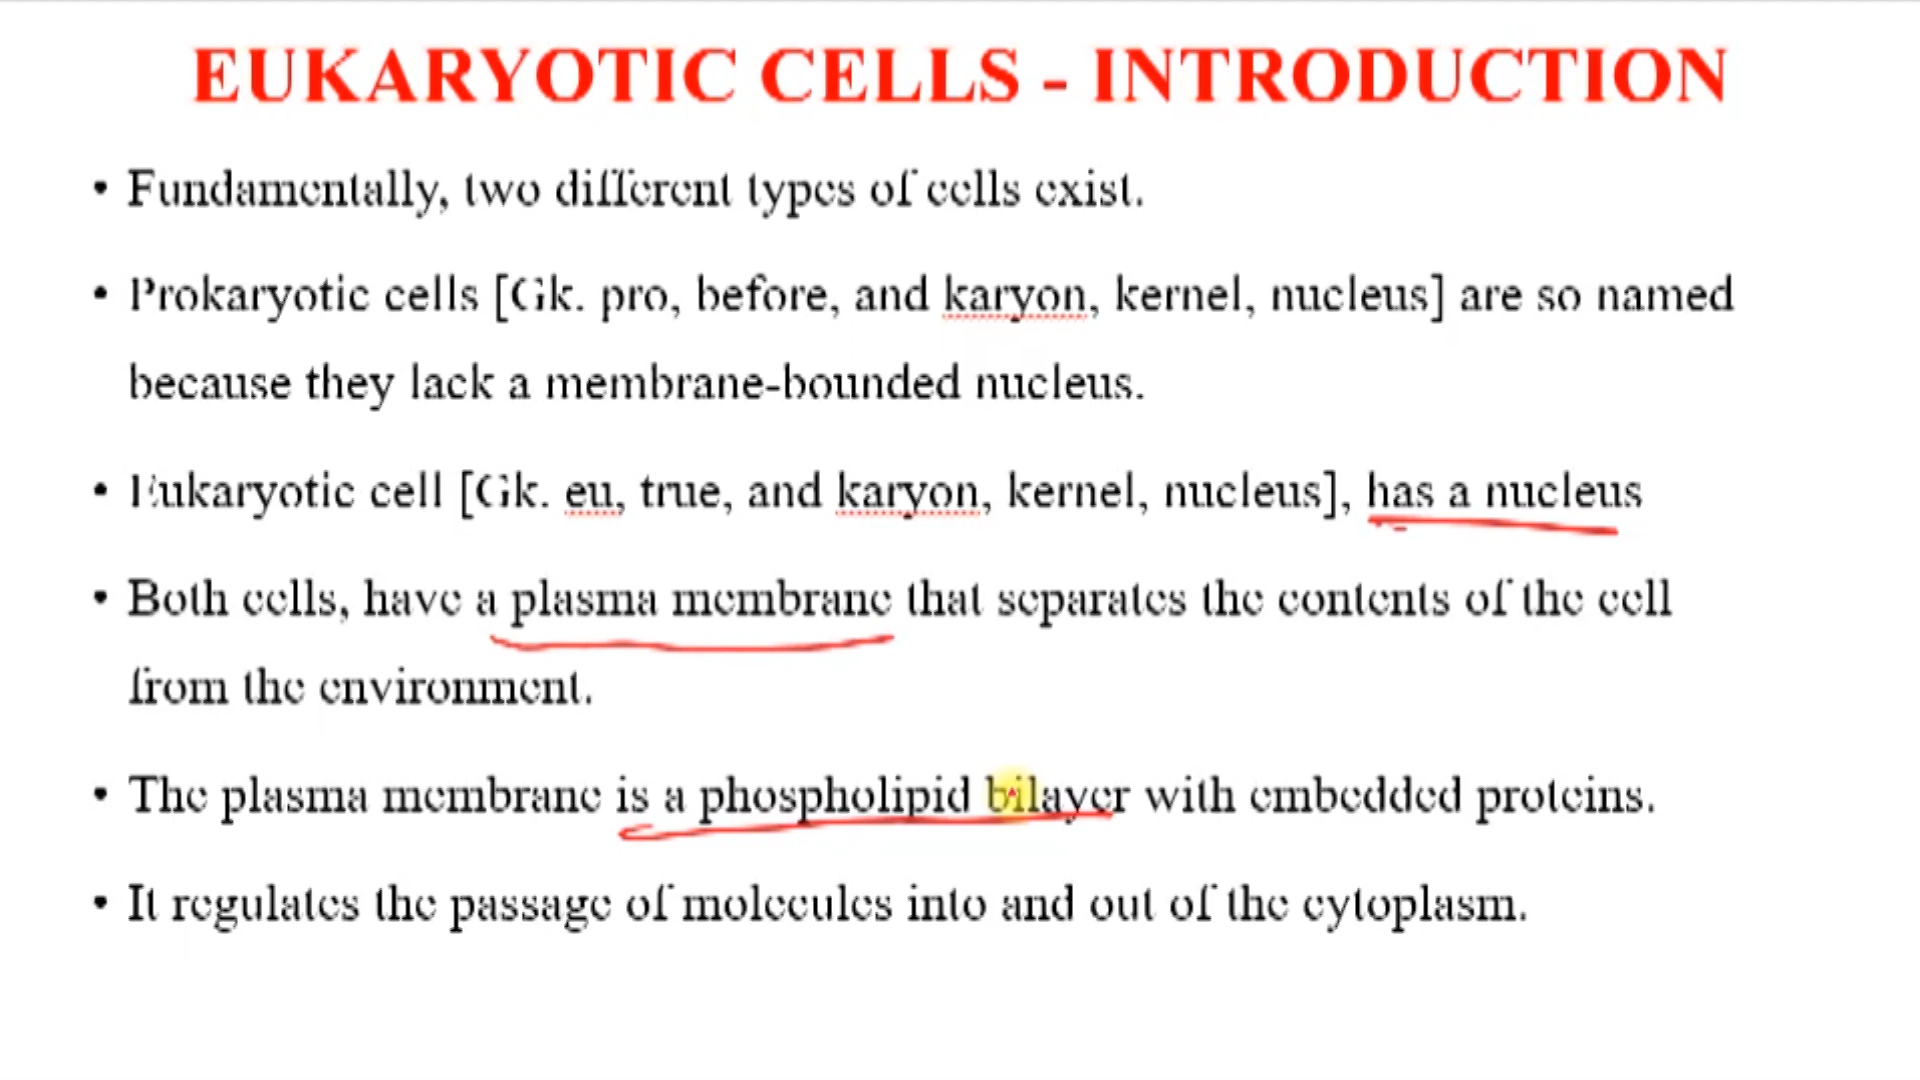 EUKARYOTIC CELLS - INTRODUCTION
• Fundamentally, two different types of cells exist.
• Prokaryotic cells [Gk. pro, before, and karyon, kernel, nucleus] are so named
because they lack a membrane-bounded nucleus.
• Eukaryotic cell [Gk. eu, true, and karyon, kernel, nucleus], has a nucleus
• Both cells, have a plasma membrane that separates the contents of the cell
from the environment.
• The plasma membrane is a phospholipid bilayer with embedded proteins.
• It regulates the passage of molecules into and out of the cytoplasm.